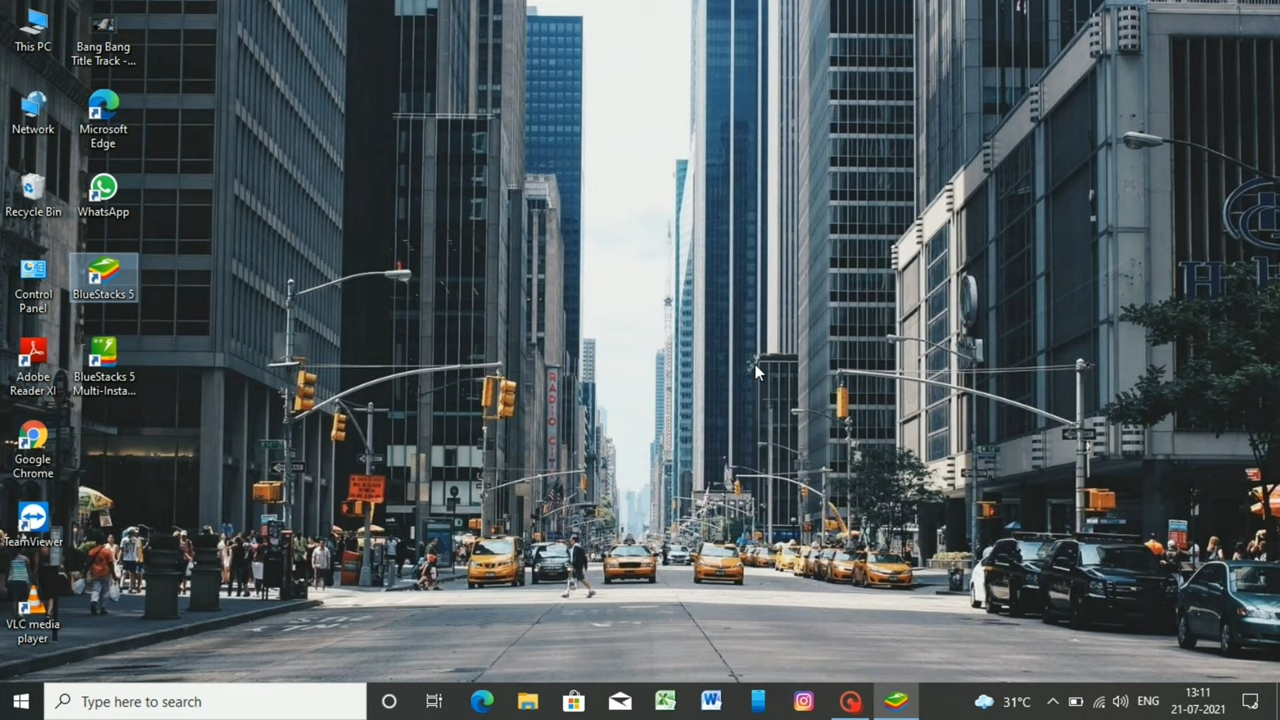 This PC
Bang Bang
Title Track -...
Network
Microsoft
Edge
Recycle Bin
WhatsApp
Control
Panel
BlueStacks 5
Adobe
Reader XI
BlueStacks 5
Multi-Insta...
Google
Chrome
TeamViewer
VLC media
player
RADIO CITY
Type here to search
31°C
ENG
13:11
21-07-2021